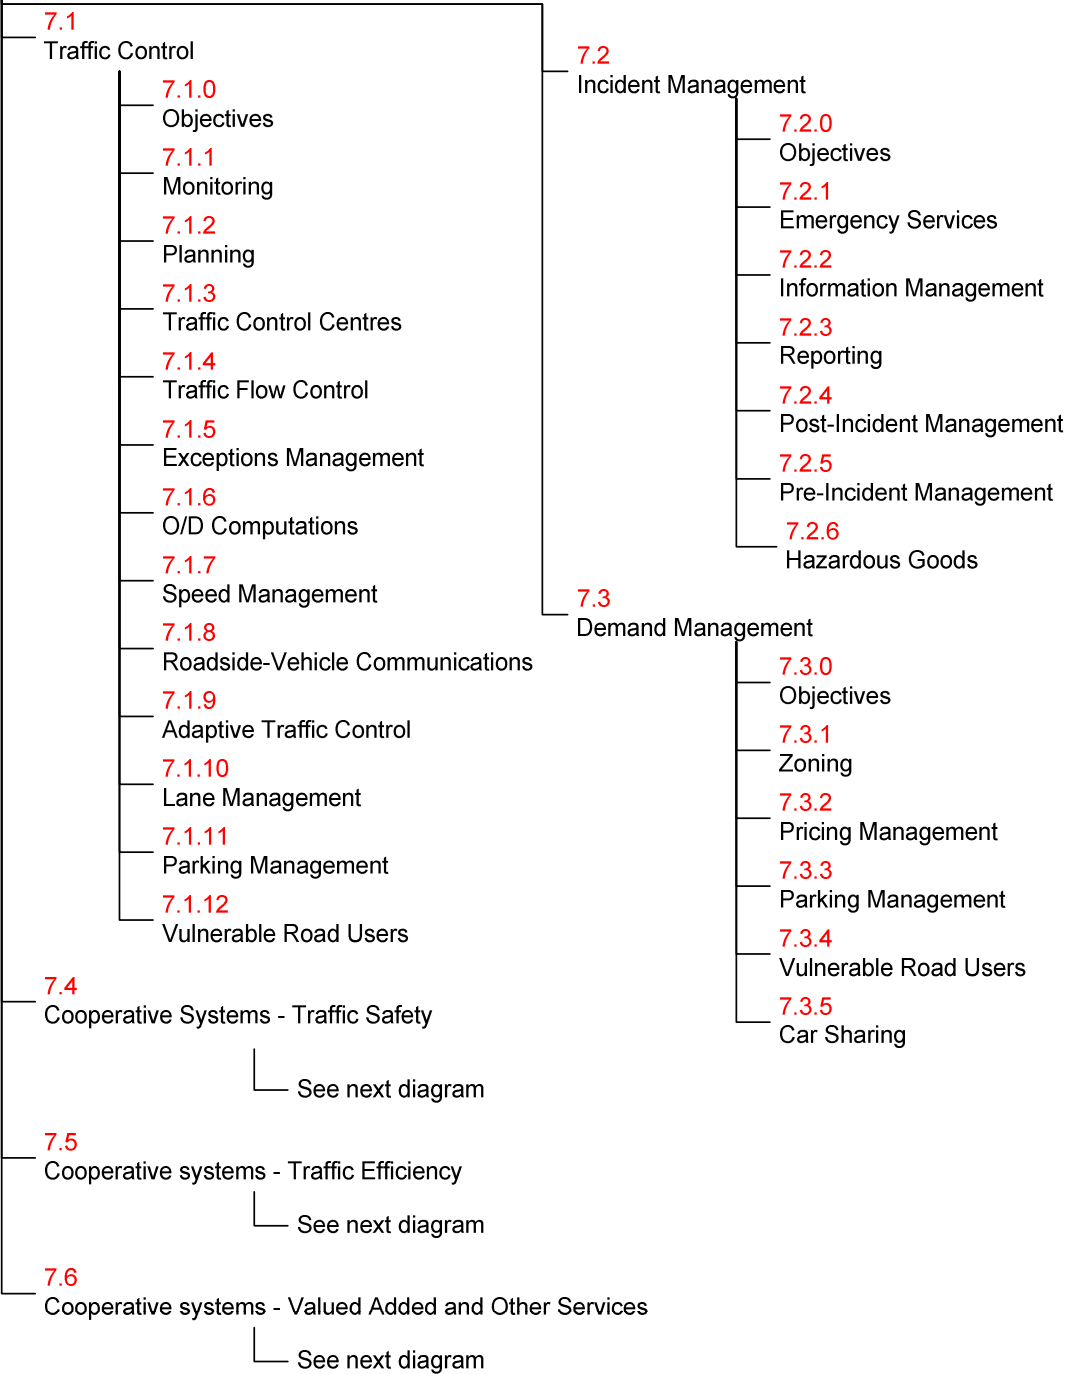 7.1
Traffic Control
7.1.0
Objectives
7.1.1
Monitoring
7.1.2
Planning
7.1.3
Traffic Control Centres
7.1.4
Traffic Flow Control
7.1.5
Exceptions Management
7.1.6
O/D Computations
7.1.7
Speed Management
7.1.8
Roadside-Vehicle Communications
7.1.9
Adaptive Traffic Control
7.1.10
Lane Management
7.1.11
Parking Management
7.1.12
Vulnerable Road Users
7.2
Incident Management
7.2.0
Objectives
7.2.1
Emergency Services
7.2.2
Information Management
7.2.3
Reporting
7.2.4
Post-Incident Management
7.2.5
Pre-Incident Management
7.2.6
Hazardous Goods
7.3
Demand Management
7.3.0
Objectives
7.3.1
Zoning
7.3.2
Pricing Management
7.3.3
Parking Management
7.3.4
Vulnerable Road Users
7.3.5
Car Sharing
7.4
Cooperative Systems - Traffic Safety
See next diagram
7.5
Cooperative systems - Traffic Efficiency
See next diagram
7.6
Cooperative systems - Valued Added and Other Services
See next diagram